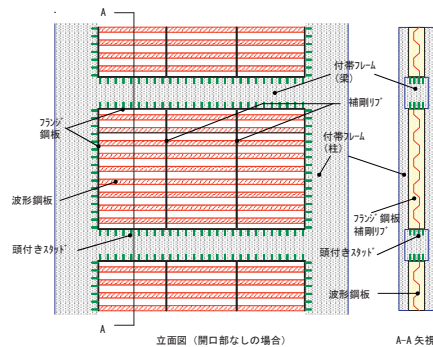 A
付帯フレーム
(梁)
補剛リブ
フランジ
鋼板
付帯フレーム
(柱)
波形鋼板
フランジ鋼板
補剛リブ
頭付きスタッド
頭付きスタッド
波形鋼板
A
立面図（開口部なしの場合）
A-A 矢視